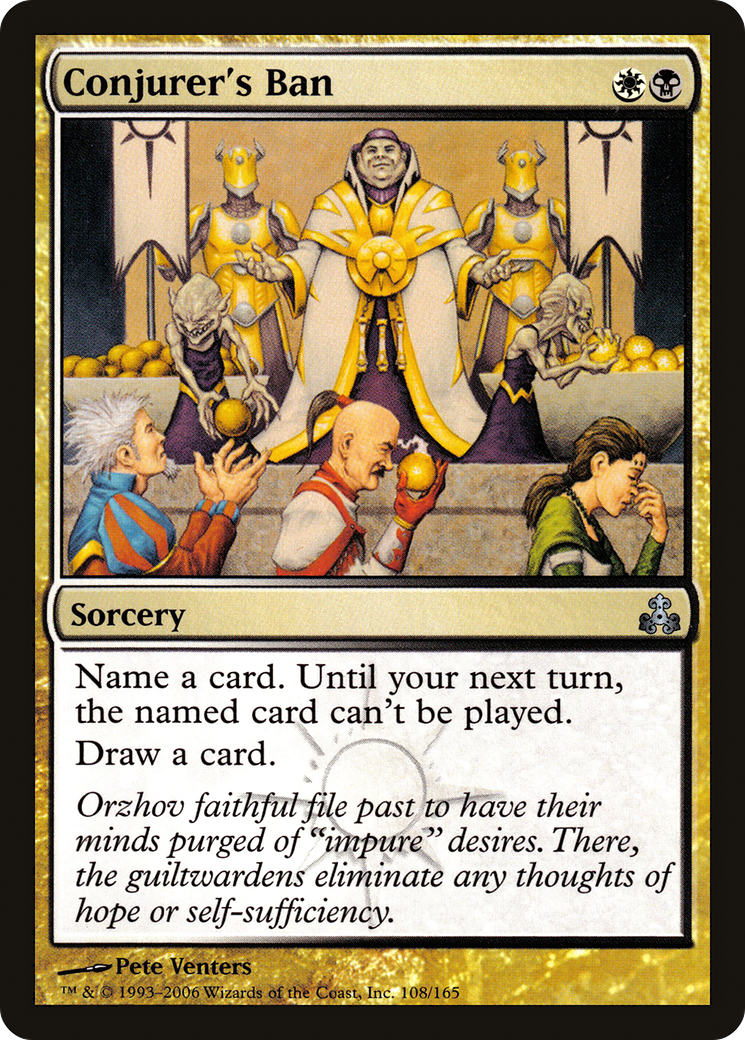 Conjurer's Ban
Sorcery
Name a card. Until your next turn,
the named card can't be played.
Draw a card.
Orzhov faithful file past to have their
minds purged of “impure” desires. There,
the guiltwardens eliminate any thoughts of
hope or self-sufficiency.
Pete Venters
™ & © 1993–2006 Wizards of the Coast, Inc. 108/165